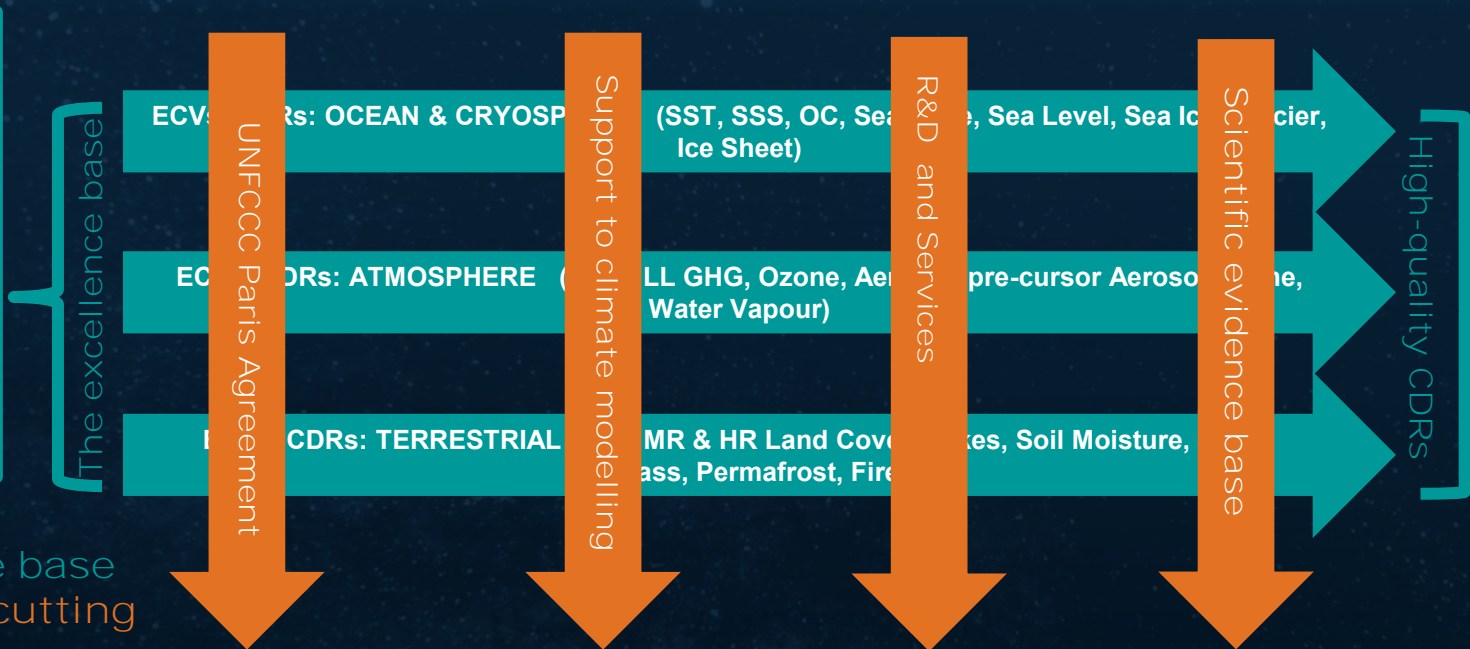 The excellence base
ECVs Rs: OCEAN & CRYOSP (SST, SSS, OC, Sea e, Sea Level, Sea Ic cier,
Ice Sheet)
DRs: ATMOSPHERE ( LL GHG, Ozone, Ae pre-cursor Aeroso ne,
Water Vapour)
CDRs: TERRESTRIAL MR & HR Land Cove kes, Soil Moisture,
ass, Permafrost, Fire
UNFCCC Paris Agreement
Support to climate modelling
R&D and Services
Scientific evidence base
High-quality CDRs
e base
cutting